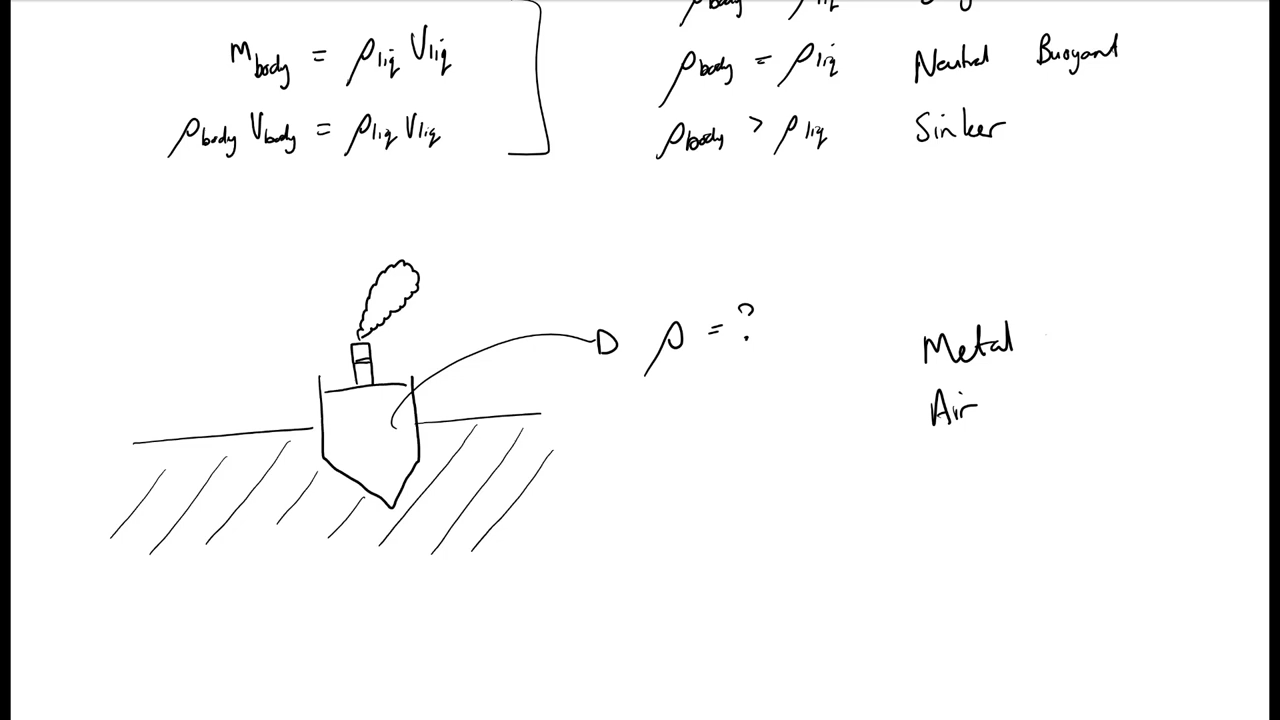 m_body = ρ_liq V_liq
ρ_body V_body = ρ_liq V_liq
ρ_body = ρ_liq Neutral Buoyant
ρ_body > ρ_liq Sinker
ρ = ?
Metal
Air